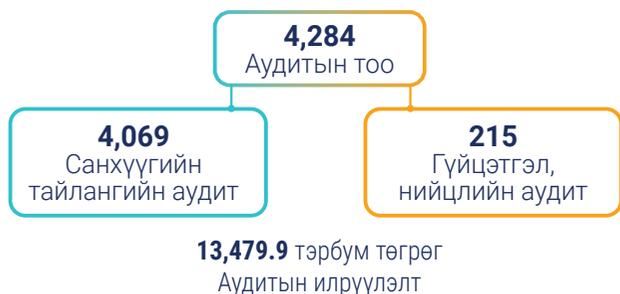 4,284
Аудитын тоо
4,069
Санхүүгийн
тайлангийн аудит
215
Гүйцэтгэл,
нийцлийн аудит
13,479.9 тэрбум төгрөг
Аудитын илрүүлэлт